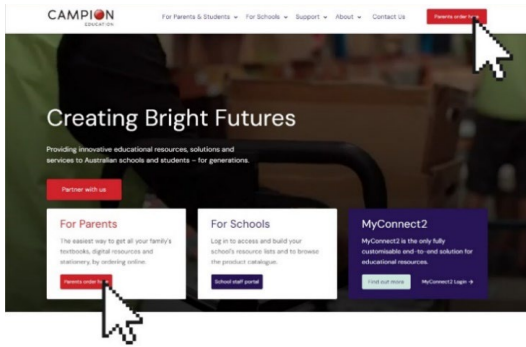 CAMPION
EDUCATION
For Parents & Students
For Schools
Support
About
Contact Us
Parents order here
Creating Bright Futures
Providing innovative educational resources, solutions and
services to Australian schools and students – for generations.
Partner with us
For Parents
The easiest way to get all your family's
textbooks, digital resources and
stationery, by ordering online.
Parents order
For Schools
Log in to access and build your
school's resource lists and to browse
the product catalogue.
School staff portal
MyConnect2
MyConnect2 is the only fully
customisable end-to-end solution for
educational resources.
Find out more
MyConnect2 Login →